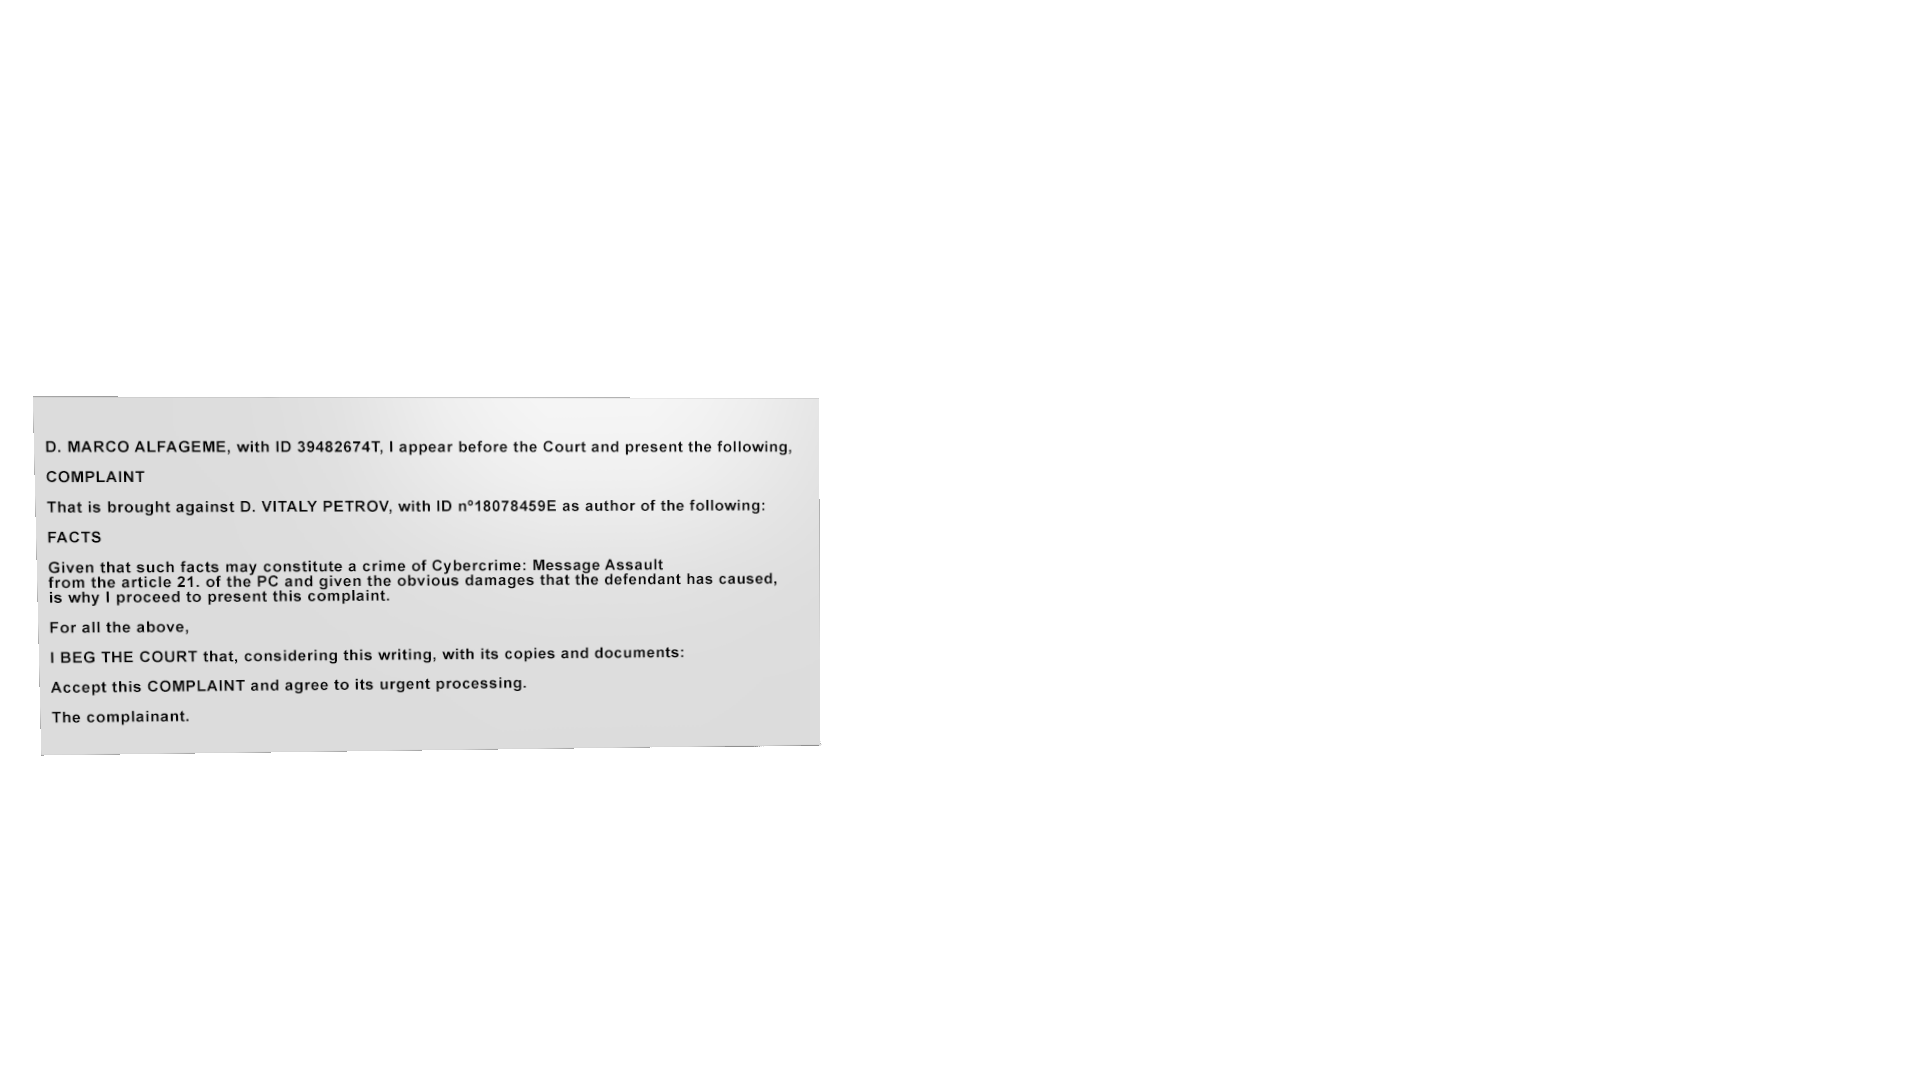 D. MARCO ALFAGEME, with ID 39482674T, I appear before the Court and present the following,
COMPLAINT
That is brought against D. VITALY PETROV, with ID nº18078459E as author of the following:
FACTS
Given that such facts may constitute a crime of Cybercrime: Message Assault
from the article 21. of the PC and given the obvious damages that the defendant has caused,
is why I proceed to present this complaint.
For all the above,
I BEG THE COURT that, considering this writing, with its copies and documents:
Accept this COMPLAINT and agree to its urgent processing.
The complainant.